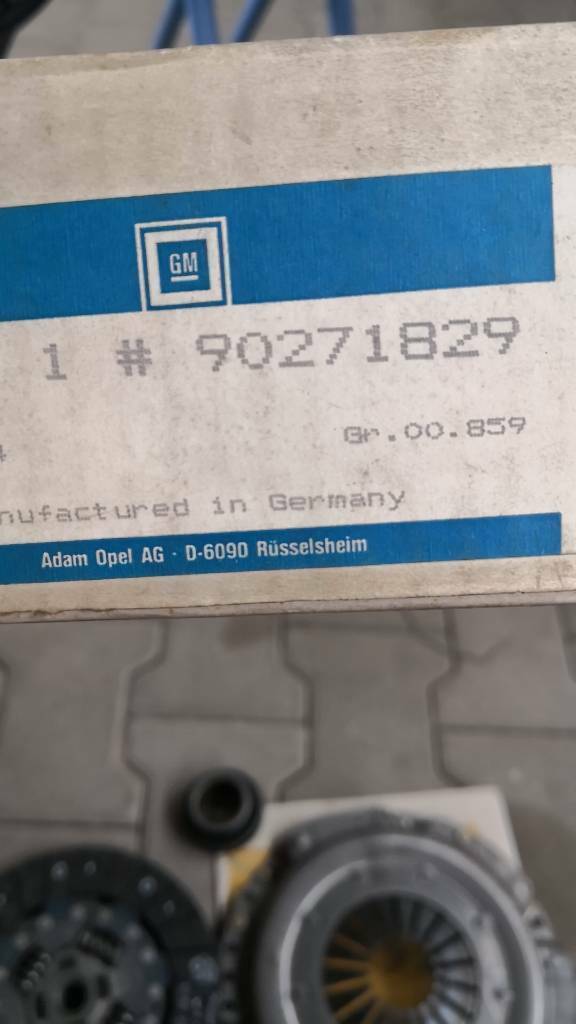 GM
1 # 90271829
Gr.00.859
nufactured in Germany
Adam Opel AG · D-6090 Rüsselsheim